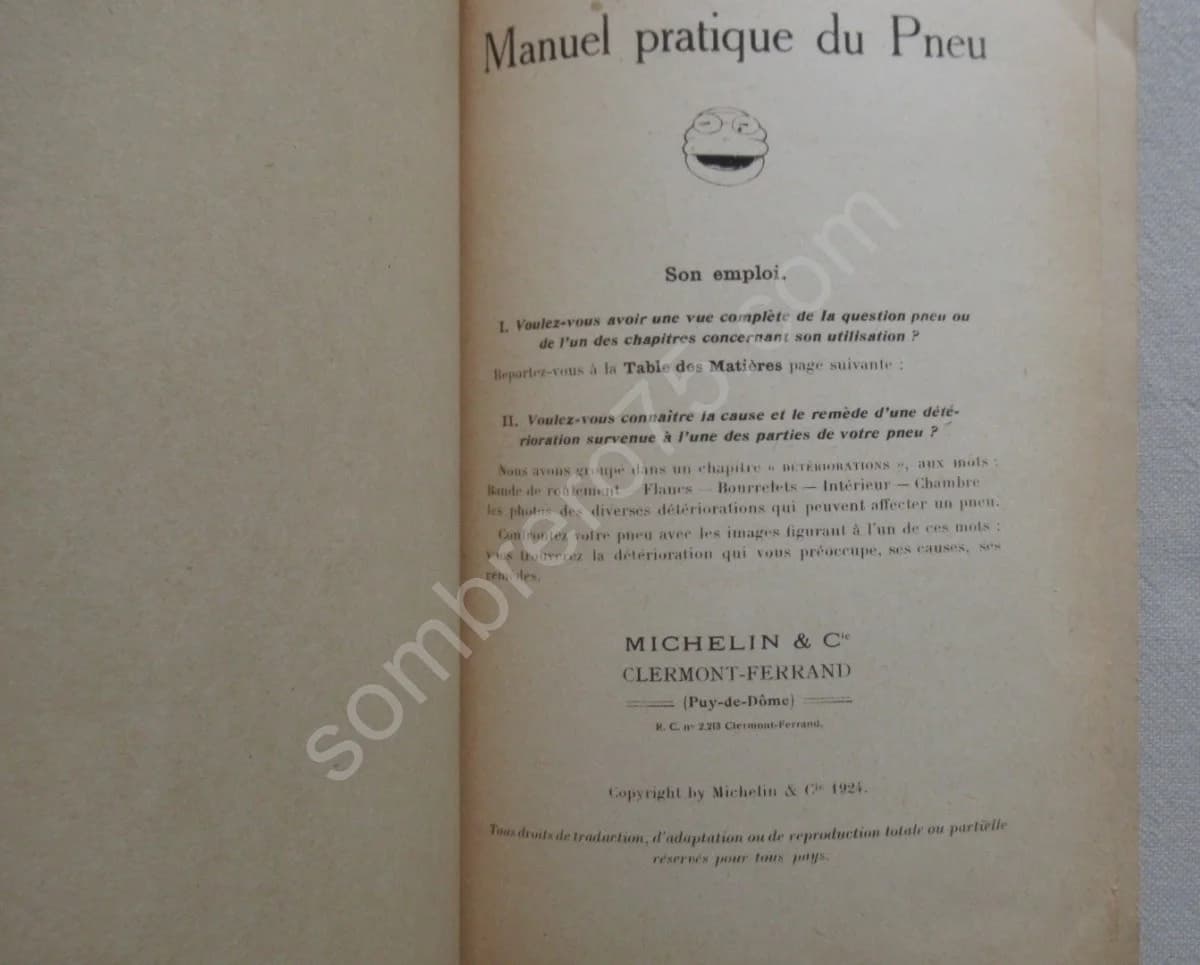 Manuel pratique du Pneu
Son emploi.
I. Voulez-vous avoir une vue complète de la question pneu ou
de l'un des chapitres concernant son utilisation ?
Reportez-vous à la Table des Matières page suivante :
II. Voulez-vous connaître la cause et le remède d'une dété-
rioration survenue à l'une des parties de votre pneu ?
Nous avons groupé dans un chapitre « DÉTÉRIORATIONS », aux mots :
Bande de roulement — Flancs — Bourrelets — Intérieur — Chambre
les photos des diverses détériorations qui peuvent affecter un pneu.
Confrontez votre pneu avec les images figurant à l'un de ces mots :
vous trouverez la détérioration qui vous préoccupe, ses causes, ses
remèdes.
MICHELIN & Cie
CLERMONT-FERRAND
(Puy-de-Dôme)
R. C. no 2.213 Clermont-Ferrand.
Copyright by Michelin & Cie 1924.
Tous droits de traduction, d'adaptation ou de reproduction totale ou partielle
réservés pour tous pays.
sombrero75.com